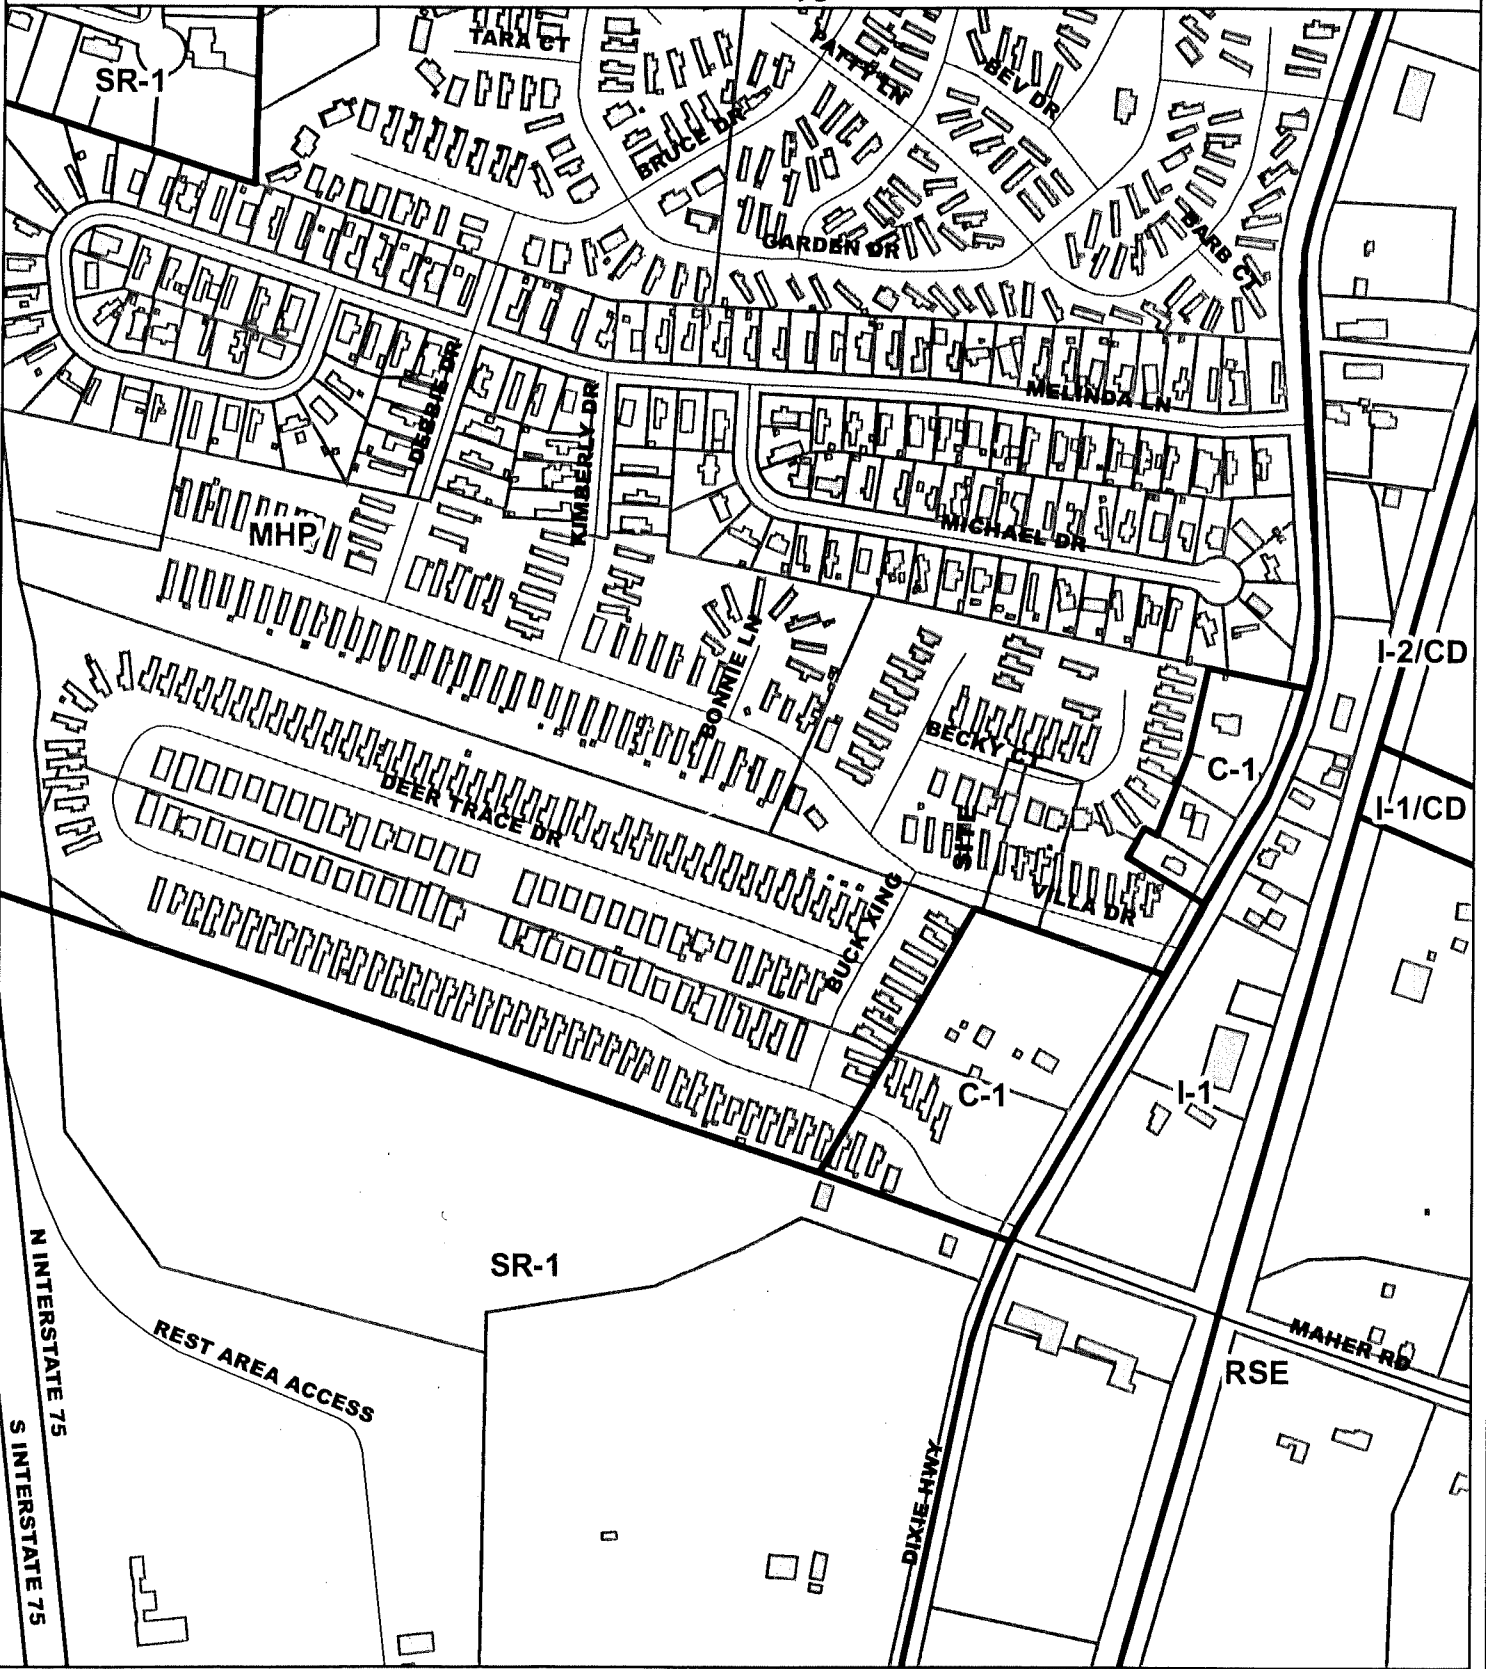 TARA CT
PATTY LN
BEV DR
SR-1
BRUCE DR
GARDEN DR
BARB CT
DEBBIE DR
KIMBERLY DR
MELINDA LN
MHP
MICHAEL DR
BONNIE LN
I-2/CD
BECKY CT
C-1
I-1/CD
DEER TRACE DR
SITE
VILLA DR
BUCK XING
C-1
I-1
SR-1
N INTERSTATE 75
REST AREA ACCESS
MAHER RD
RSE
S INTERSTATE 75
DIXIE HWY